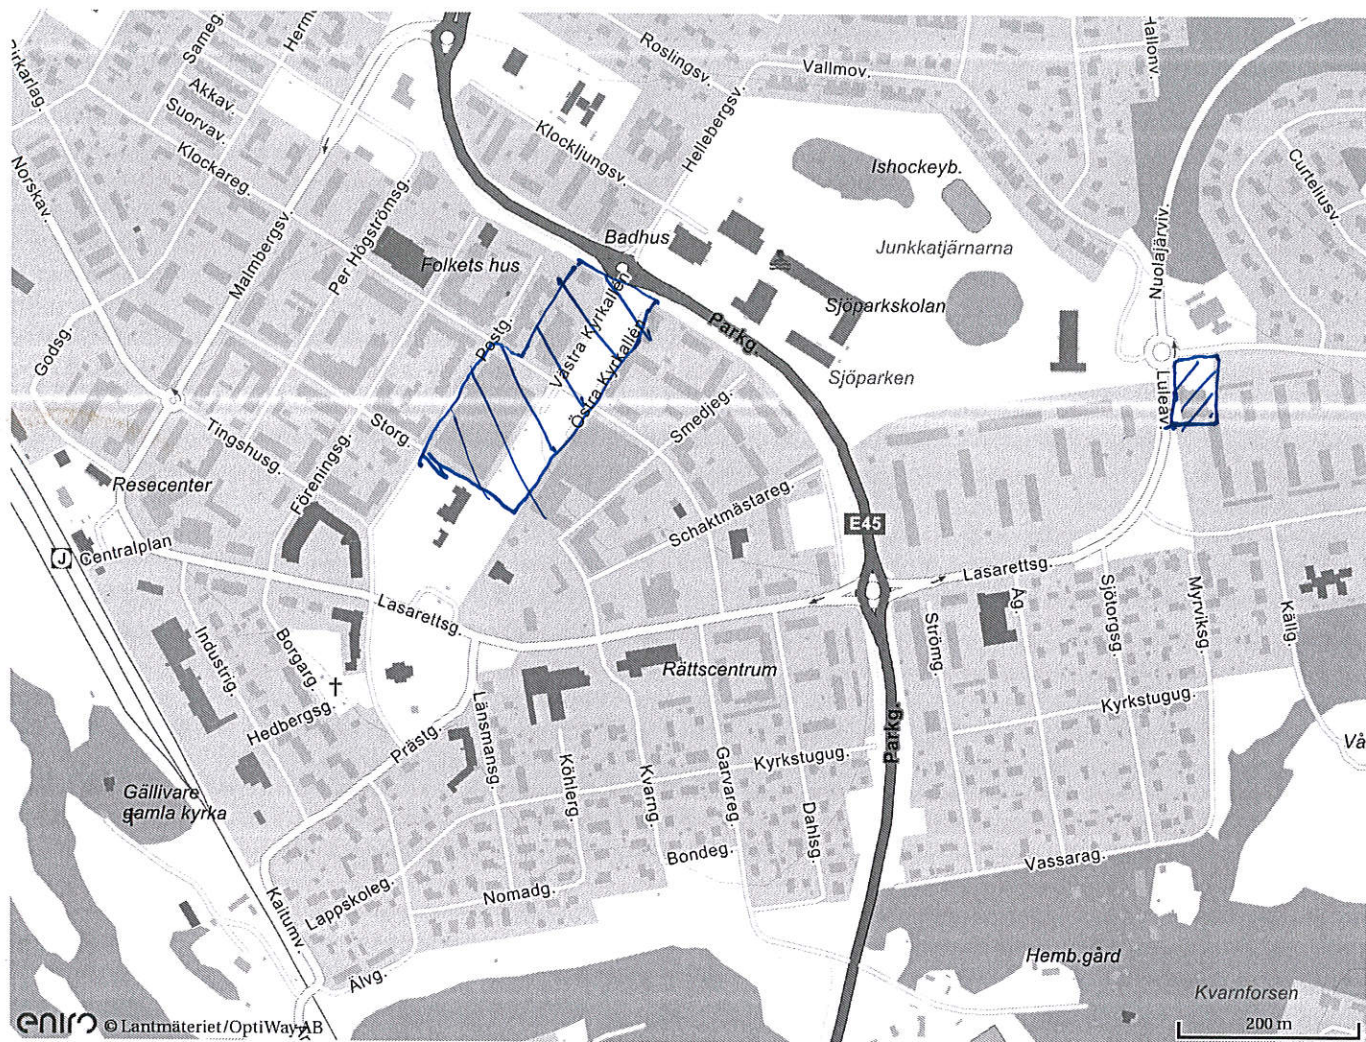 Sameg.
Akkav.
Suorvav.
Klockareg.
Norskav.
Malmbergsv.
Per Högströmsg.
Roslingsv.
Vallmov.
Hallonv.
Klockljungsv.
Hellebergsv.
Ishockeyb.
Junkkatjärnarna
Nuolajärviv.
Curteliusv.
Badhus
Folkets hus
Sjöparkskolan
Parkg.
Sjöparken
Postg.
Västra Kyrkallén
Östra Kyrkallén
Luleav.
Godsg.
Storg.
Smedjeg.
Tingshusg.
Föreningsg.
Resecenter
Schaktmästareg.
E45
J
Centralplan
Lasarettsg.
Lasarettsg.
Ag.
Sjötorgsg.
Myrviksg.
Källg.
Strömg.
Industrig.
Borgarg.
Hedbergsg.
Rättscentrum
Prästg.
Länsmansg.
Köhlerg.
Kvarng.
Garvareg.
Kyrkstugug.
Dahlsg.
Parkg.
Kyrkstugug.
Vå
Gällivare
gamla kyrka
Bondeg.
Vassarag.
Kaitumv.
Lappskoleg.
Nomadg.
Älvg.
Hemb.gård
Kvarnforsen
eniro © Lantmäteriet/OptiWay AB
200 m